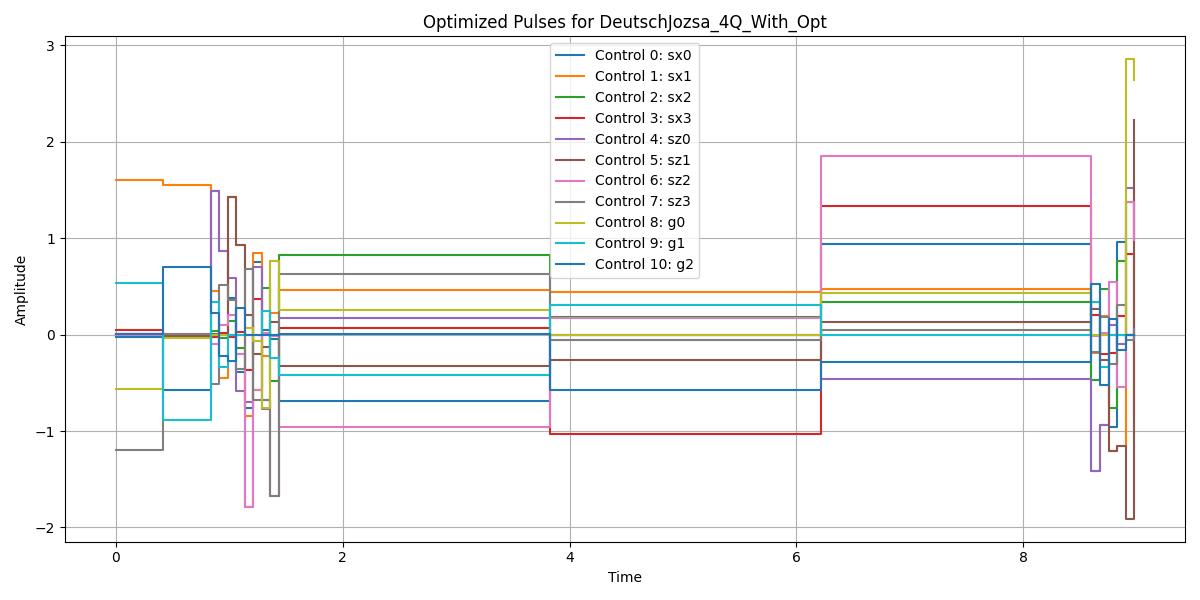 Optimized Pulses for DeutschJozsa_4Q_With_Opt
3
2
1
0
−1
−2
Amplitude
Control 0: sx0
Control 1: sx1
Control 2: sx2
Control 3: sx3
Control 4: sz0
Control 5: sz1
Control 6: sz2
Control 7: sz3
Control 8: g0
Control 9: g1
Control 10: g2
0 2 4 6 8
Time